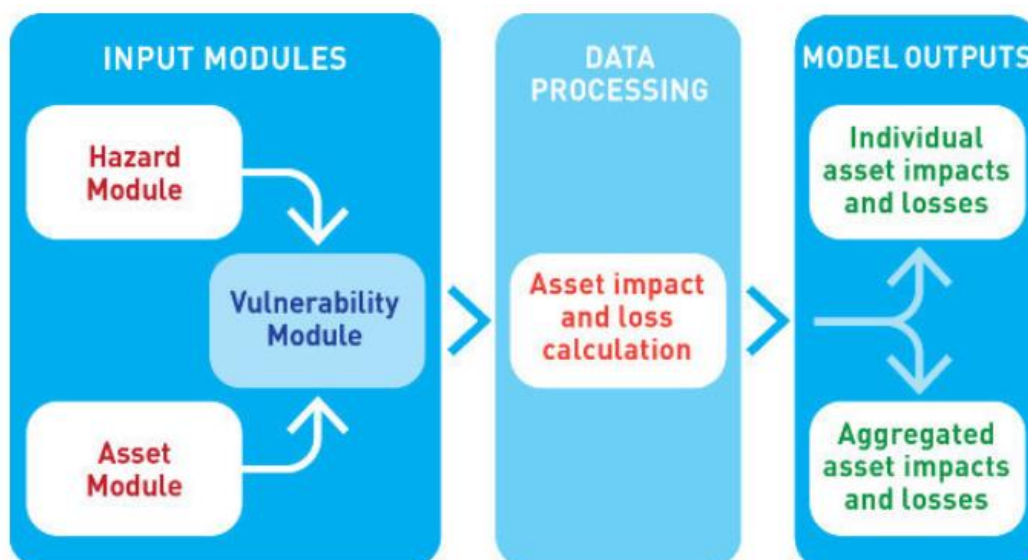 INPUT MODULES
Hazard
Module
Vulnerability
Module
Asset
Module
DATA
PROCESSING
Asset impact
and loss
calculation
MODEL OUTPUTS
Individual
asset impacts
and losses
Aggregated
asset impacts
and losses